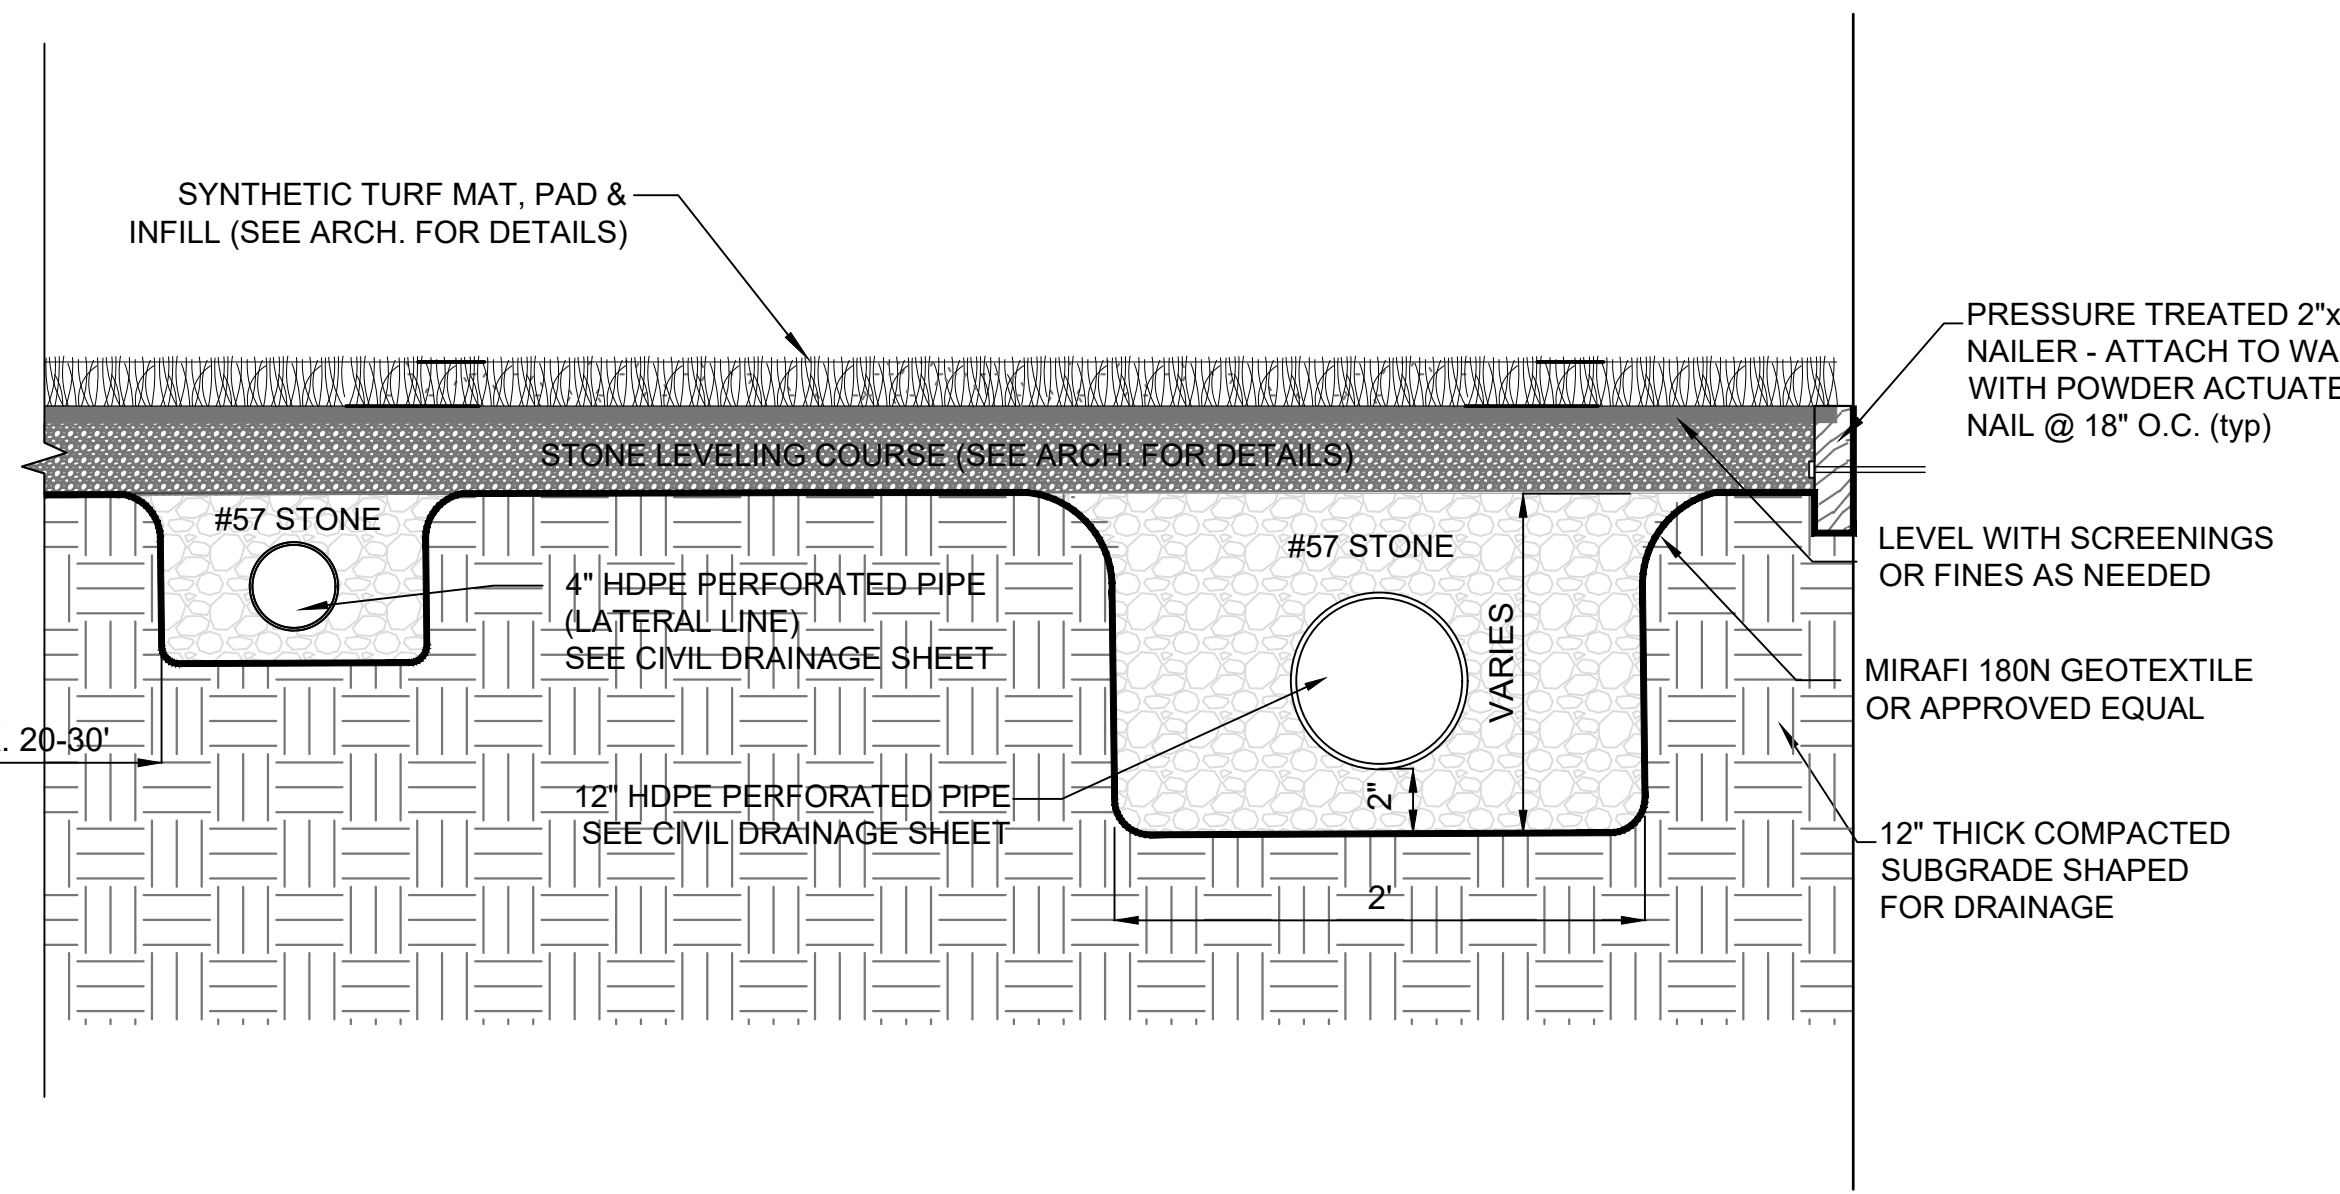 SYNTHETIC TURF MAT, PAD &
INFILL (SEE ARCH. FOR DETAILS)
PRESSURE TREATED 2"x
NAILER - ATTACH TO WA
WITH POWDER ACTUATE
NAIL @ 18" O.C. (typ)
STONE LEVELING COURSE (SEE ARCH. FOR DETAILS)
#57 STONE
#57 STONE
4" HDPE PERFORATED PIPE
(LATERAL LINE)
SEE CIVIL DRAINAGE SHEET
LEVEL WITH SCREENINGS
OR FINES AS NEEDED
VARIES
MIRAFI 180N GEOTEXTILE
OR APPROVED EQUAL
. 20-30'
12" HDPE PERFORATED PIPE
SEE CIVIL DRAINAGE SHEET
2"
12" THICK COMPACTED
SUBGRADE SHAPED
FOR DRAINAGE
2'